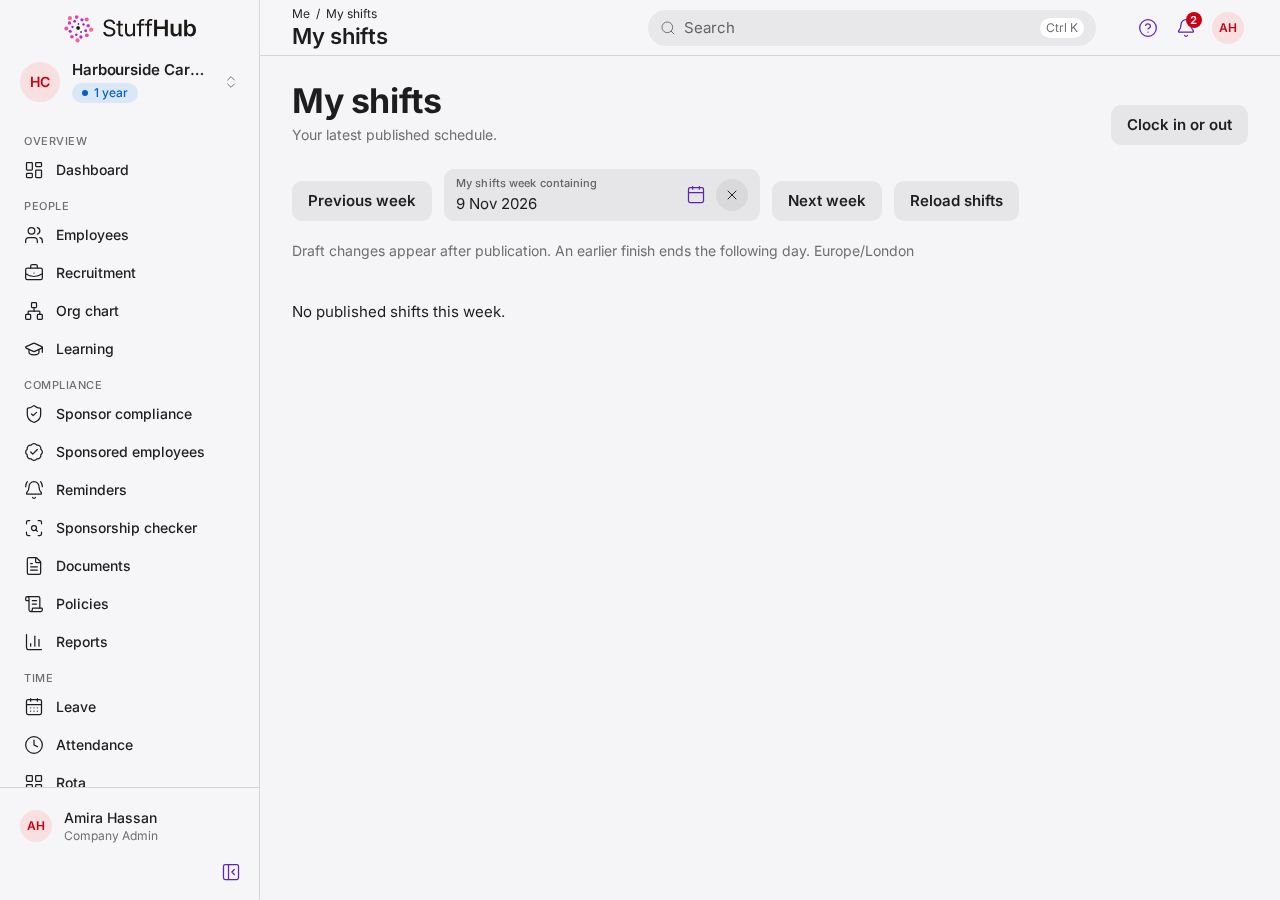 StuffHub
HC
Harbourside Car...
1 year
OVERVIEW
Dashboard
PEOPLE
Employees
Recruitment
Org chart
Learning
COMPLIANCE
Sponsor compliance
Sponsored employees
Reminders
Sponsorship checker
Documents
Policies
Reports
TIME
Leave
Attendance
Rota
AH
Amira Hassan
Company Admin
Me / My shifts
My shifts
Search
Ctrl K
2
AH
My shifts
Your latest published schedule.
Clock in or out
Previous week
My shifts week containing
9 Nov 2026
Next week
Reload shifts
Draft changes appear after publication. An earlier finish ends the following day. Europe/London
No published shifts this week.